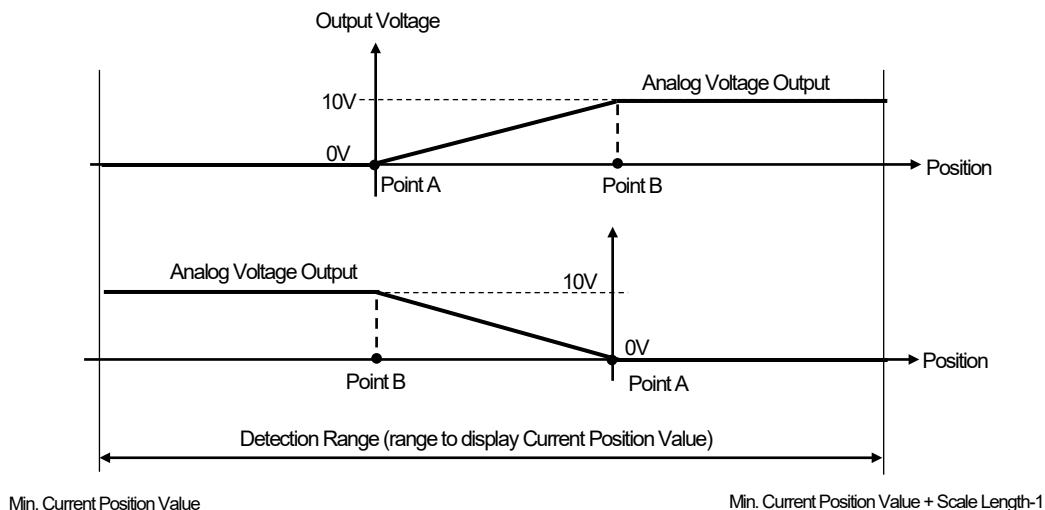 Output Voltage
Analog Voltage Output
10V
0V
Position
Point A
Point B
Analog Voltage Output
10V
0V
Position
Point B
Point A
Detection Range (range to display Current Position Value)
Min. Current Position Value
Min. Current Position Value + Scale Length-1